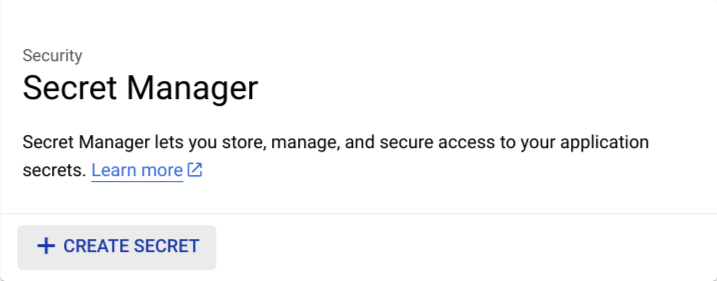 Security
Secret Manager
Secret Manager lets you store, manage, and secure access to your application
secrets. Learn more
+ CREATE SECRET